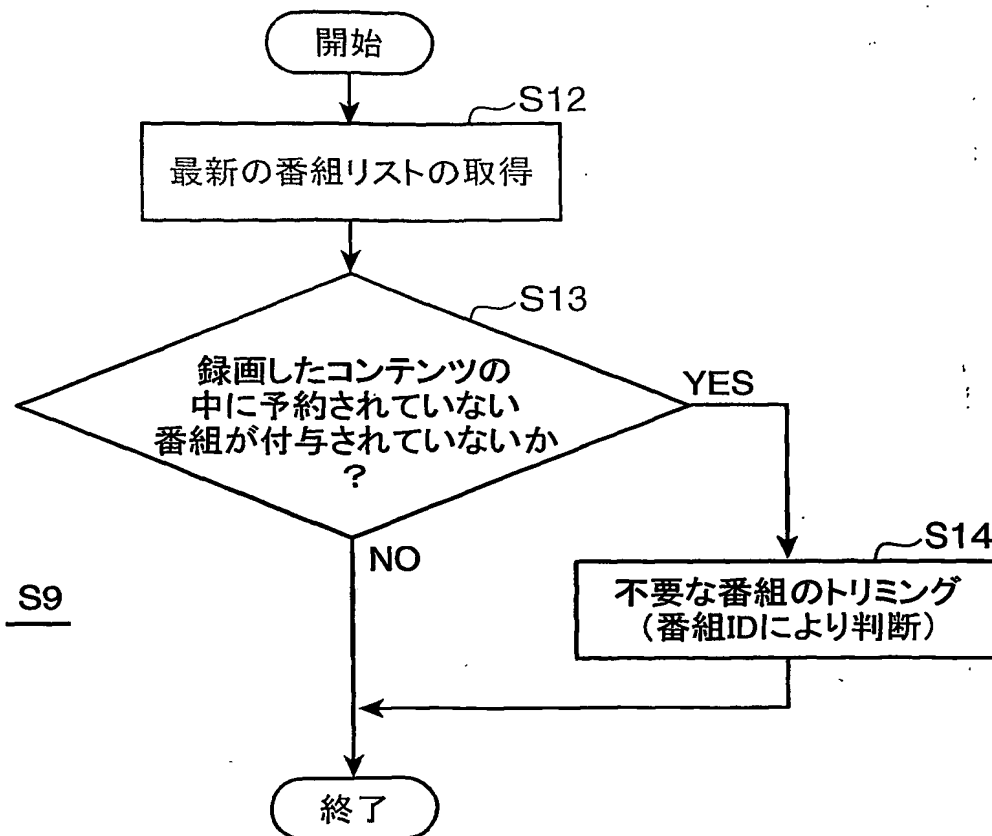 開始
S12
最新の番組リストの取得
S13
録画したコンテンツの
中に予約されていない
番組が付与されていないか
?
YES
NO
S14
不要な番組のトリミング
(番組IDにより判断)
S9
終了